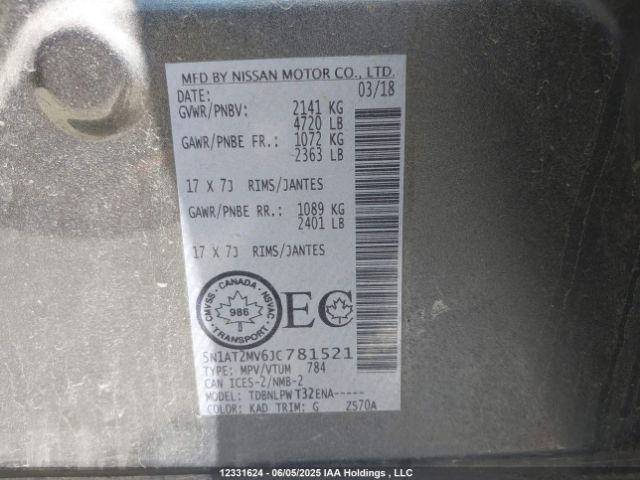 MFD BY NISSAN MOTOR CO., LTD.
DATE: 03/18
GVWR/PNBV: 2141 KG
4720 LB
GAWR/PNBE FR.: 1072 KG
2363 LB
17 X 7J RIMS/JANTES
GAWR/PNBE RR.: 1089 KG
2401 LB
17 X 7J RIMS/JANTES
CMVSS - CANADA - NSVAC
986
TRANSPORT
EC
5N1AT2MV6JC781521
TYPE: MPV/VTUM 784
CAN ICES-2/NMB-2
MODEL: TDBNLPW T32ENA-----
COLOR: KAD TRIM: G ZS70A
12331624 - 06/05/2025 IAA Holdings , LLC